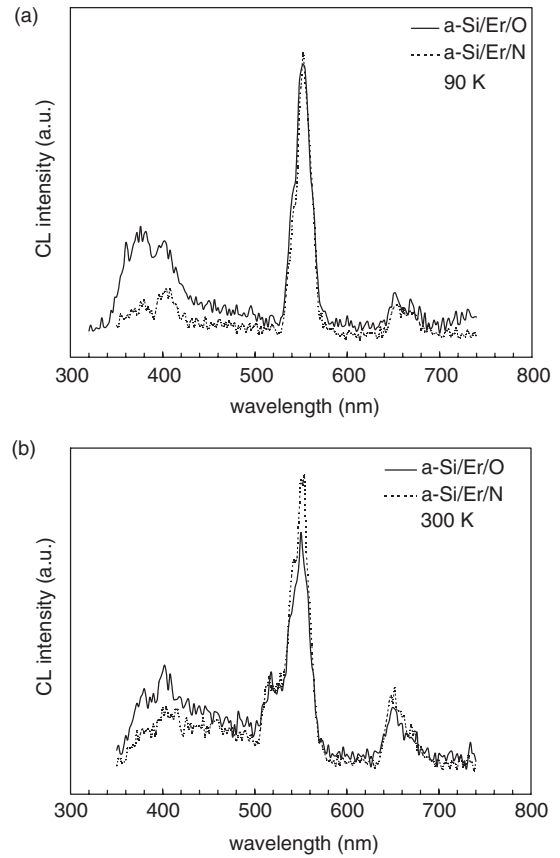 (a)
a-Si/Er/O
a-Si/Er/N
90 K
CL intensity (a.u.)
300 400 500 600 700 800
wavelength (nm)
(b)
a-Si/Er/O
a-Si/Er/N
300 K
CL intensity (a.u.)
300 400 500 600 700 800
wavelength (nm)